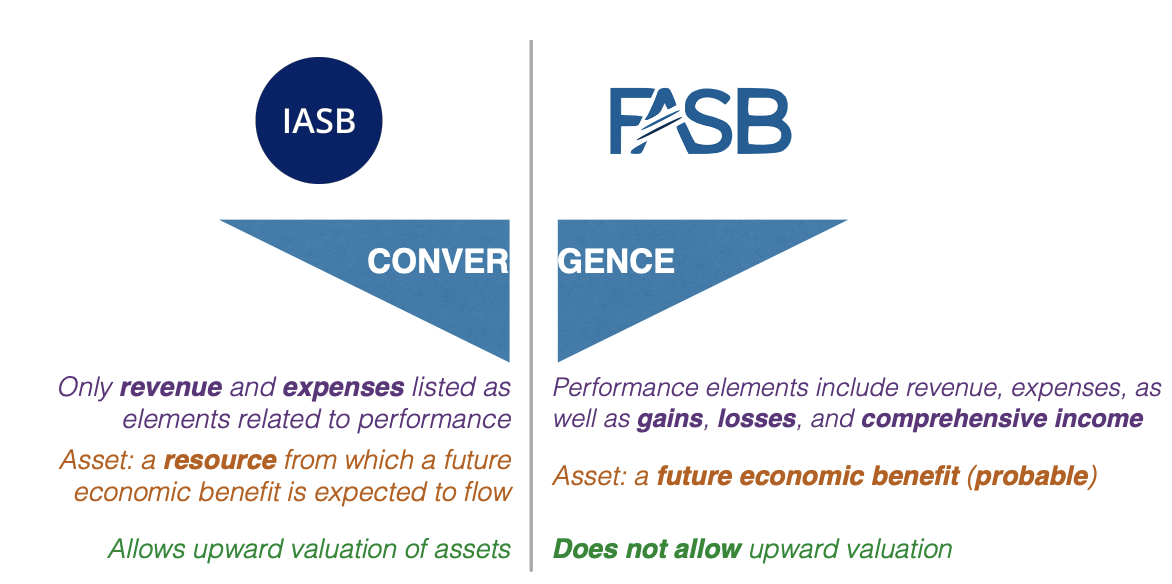 IASB
FASB
CONVERGENCE
Only revenue and expenses listed as
elements related to performance
Asset: a resource from which a future
economic benefit is expected to flow
Allows upward valuation of assets
Performance elements include revenue, expenses, as
well as gains, losses, and comprehensive income
Asset: a future economic benefit (probable)
Does not allow upward valuation